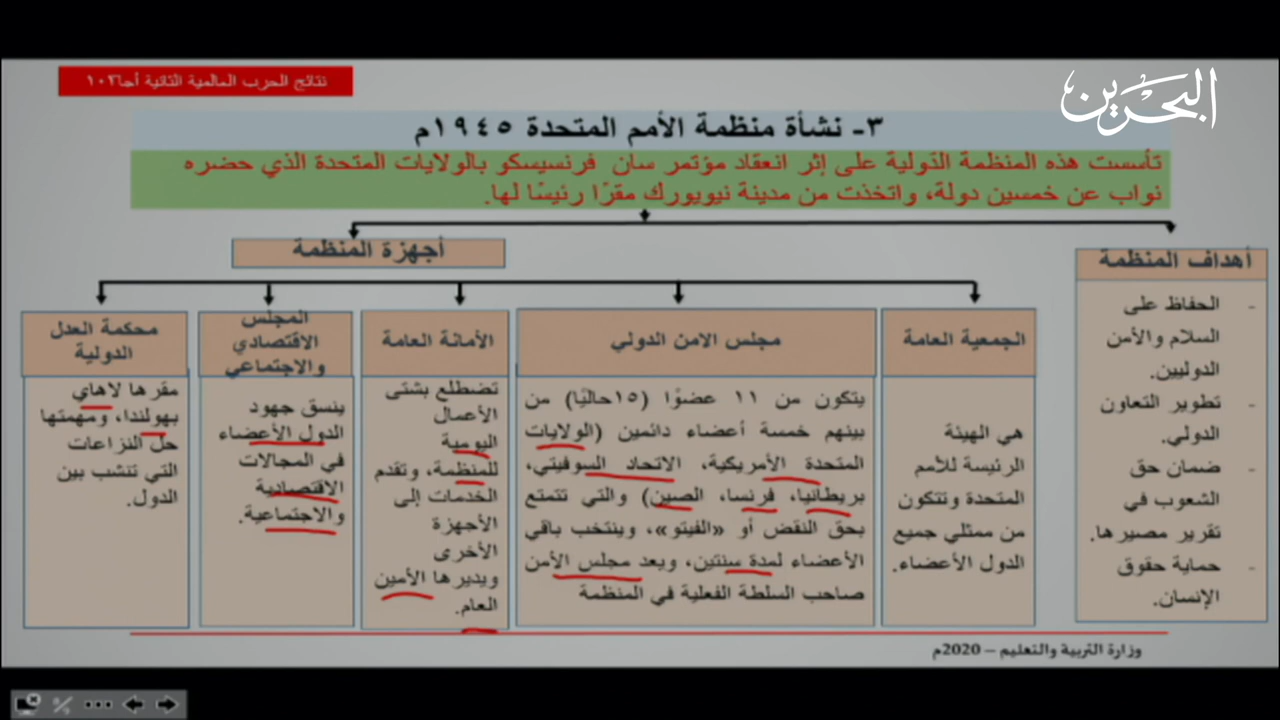 نتائج الحرب العالمية الثانية أجا١٠٢
البحرين
٣- نشأة منظمة الأمم المتحدة ١٩٤٥م
تأسست هذه المنظمة الدولية على إثر انعقاد مؤتمر سان فرنسيسكو بالولايات المتحدة الذي حضره
نواب عن خمسين دولة، واتخذت من مدينة نيويورك مقرًا رئيسًا لها.
أهداف المنظمة
- الحفاظ على
السلام والأمن
الدوليين.
- تطوير التعاون
الدولي.
- ضمان حق
الشعوب في
تقرير مصيرها.
- حماية حقوق
الإنسان.
أجهزة المنظمة
الجمعية العامة
هي الهيئة
الرئيسة للأمم
المتحدة وتتكون
من ممثلي جميع
الدول الأعضاء.
مجلس الامن الدولي
يتكون من ١١ عضوًا (١٥حاليًا) من
بينهم خمسة أعضاء دائمين (الولايات
المتحدة الأمريكية، الاتحاد السوفيتي،
بريطانيا، فرنسا، الصين) والتي تتمتع
بحق النقض أو «الفيتو»، وينتخب باقي
الأعضاء لمدة سنتين، ويعد مجلس الأمن
صاحب السلطة الفعلية في المنظمة
الأمانة العامة
تضطلع بشتى
الأعمال
اليومية
للمنظمة، وتقدم
الخدمات إلى
الأجهزة
الأخرى
ويديرها الأمين
العام.
المجلس
الاقتصادي
والاجتماعي
ينسق جهود
الدول الأعضاء
في المجالات
الاقتصادية
والاجتماعية.
محكمة العدل
الدولية
مقرها لاهاي
بهولندا، ومهمتها
حل النزاعات
التي تنشب بين
الدول.
وزارة التربية والتعليم – 2020م